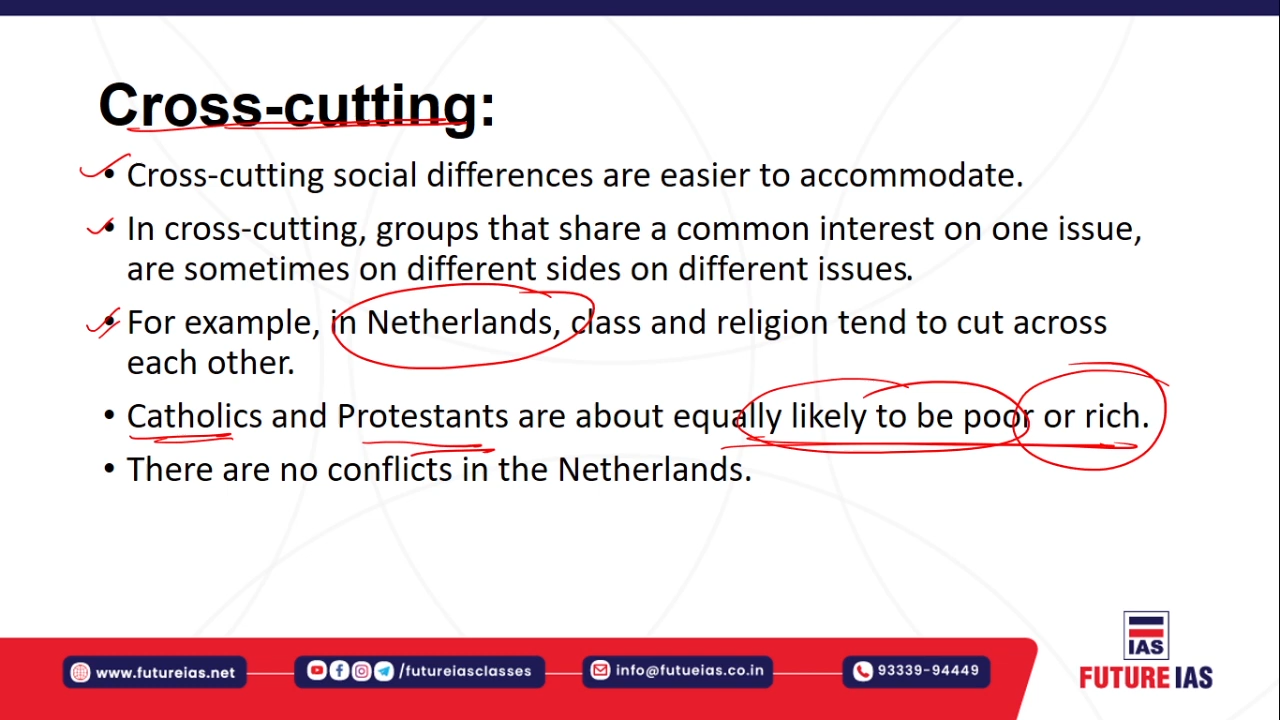 Cross-cutting:
• Cross-cutting social differences are easier to accommodate.
• In cross-cutting, groups that share a common interest on one issue,
are sometimes on different sides on different issues.
• For example, in Netherlands, class and religion tend to cut across
each other.
• Catholics and Protestants are about equally likely to be poor or rich.
• There are no conflicts in the Netherlands.
IAS
FUTURE IAS
www.futureias.net
/futureiasclasses
info@futueias.co.in
93339-94449